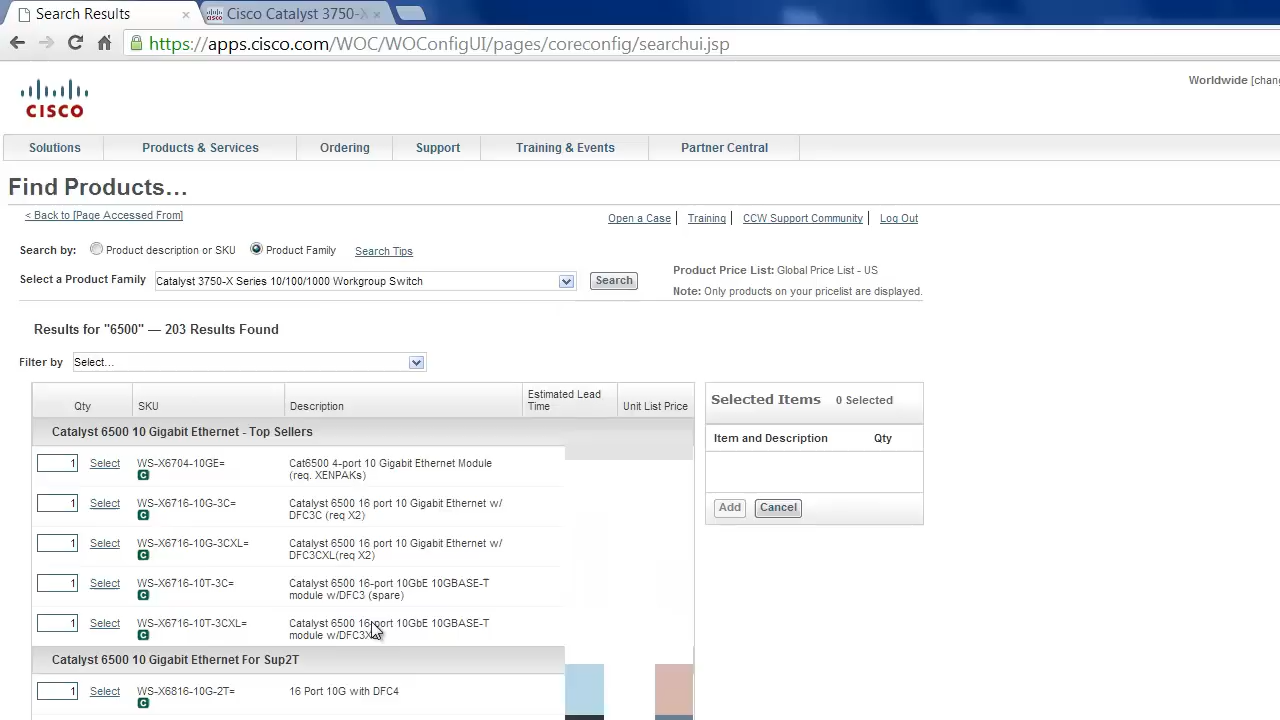 Search Results
Cisco Catalyst 3750-X
https://apps.cisco.com/WOC/WOConfigUI/pages/coreconfig/searchui.jsp
Worldwide [chan
CISCO
Solutions Products & Services Ordering Support Training & Events Partner Central
Find Products...
< Back to [Page Accessed From]
Open a Case | Training | CCW Support Community | Log Out
Search by: Product description or SKU Product Family Search Tips
Select a Product Family Catalyst 3750-X Series 10/100/1000 Workgroup Switch Search
Product Price List: Global Price List - US
Note: Only products on your pricelist are displayed.
Results for "6500" — 203 Results Found
Filter by Select...
Qty SKU Description Estimated Lead Time Unit List Price
Selected Items 0 Selected
Item and Description Qty
Add Cancel
Catalyst 6500 10 Gigabit Ethernet - Top Sellers
1 Select WS-X6704-10GE= Cat6500 4-port 10 Gigabit Ethernet Module
C (req. XENPAKs)
1 Select WS-X6716-10G-3C= Catalyst 6500 16 port 10 Gigabit Ethernet w/
C DFC3C (req X2)
1 Select WS-X6716-10G-3CXL= Catalyst 6500 16 port 10 Gigabit Ethernet w/
C DFC3CXL(req X2)
1 Select WS-X6716-10T-3C= Catalyst 6500 16-port 10GbE 10GBASE-T
C module w/DFC3 (spare)
1 Select WS-X6716-10T-3CXL= Catalyst 6500 16-port 10GbE 10GBASE-T
C module w/DFC3X
Catalyst 6500 10 Gigabit Ethernet For Sup2T
1 Select WS-X6816-10G-2T= 16 Port 10G with DFC4
C